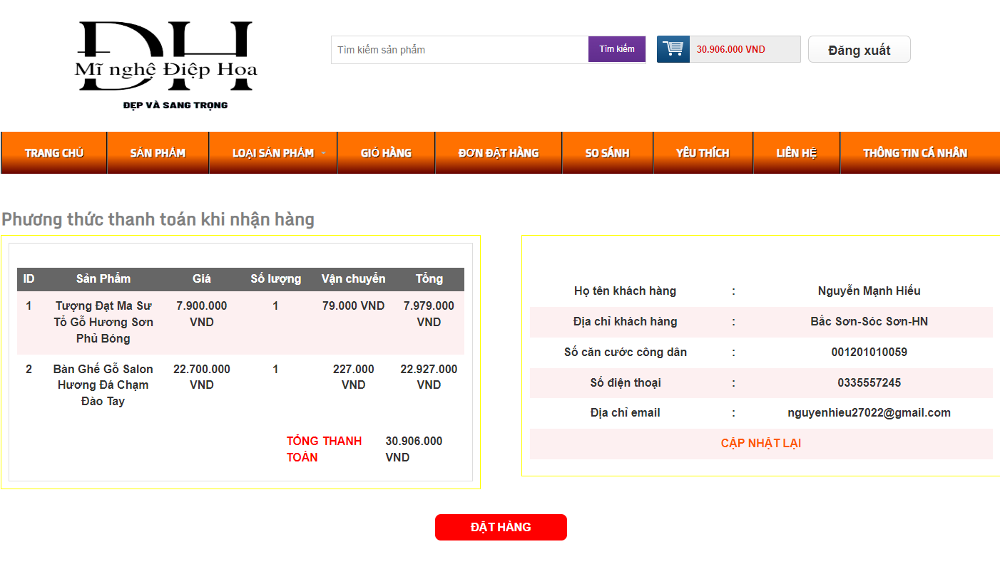 ĐH
Mĩ nghệ Điệp Hoa
ĐẸP VÀ SANG TRỌNG
Tìm kiếm sản phẩm
Tìm kiếm
30.906.000 VND
Đăng xuất
TRANG CHỦ SẢN PHẨM LOẠI SẢN PHẨM GIỎ HÀNG ĐƠN ĐẶT HÀNG SO SÁNH YÊU THÍCH LIÊN HỆ THÔNG TIN CÁ NHÂN
Phương thức thanh toán khi nhận hàng
ID Sản Phẩm Giá Số lượng Vận chuyển Tổng
1 Tượng Đạt Ma Sư 7.900.000 1 79.000 VND 7.979.000
Tổ Gỗ Hương Sơn VND VND
Phủ Bóng
2 Bàn Ghế Gỗ Salon 22.700.000 1 227.000 22.927.000
Hương Đá Chạm VND VND VND
Đào Tay
TỔNG THANH 30.906.000
TOÁN VND
Họ tên khách hàng : Nguyễn Mạnh Hiếu
Địa chỉ khách hàng : Bắc Sơn-Sóc Sơn-HN
Số căn cước công dân : 001201010059
Số điện thoại : 0335557245
Địa chỉ email : nguyenhieu27022@gmail.com
CẬP NHẬT LẠI
ĐẶT HÀNG